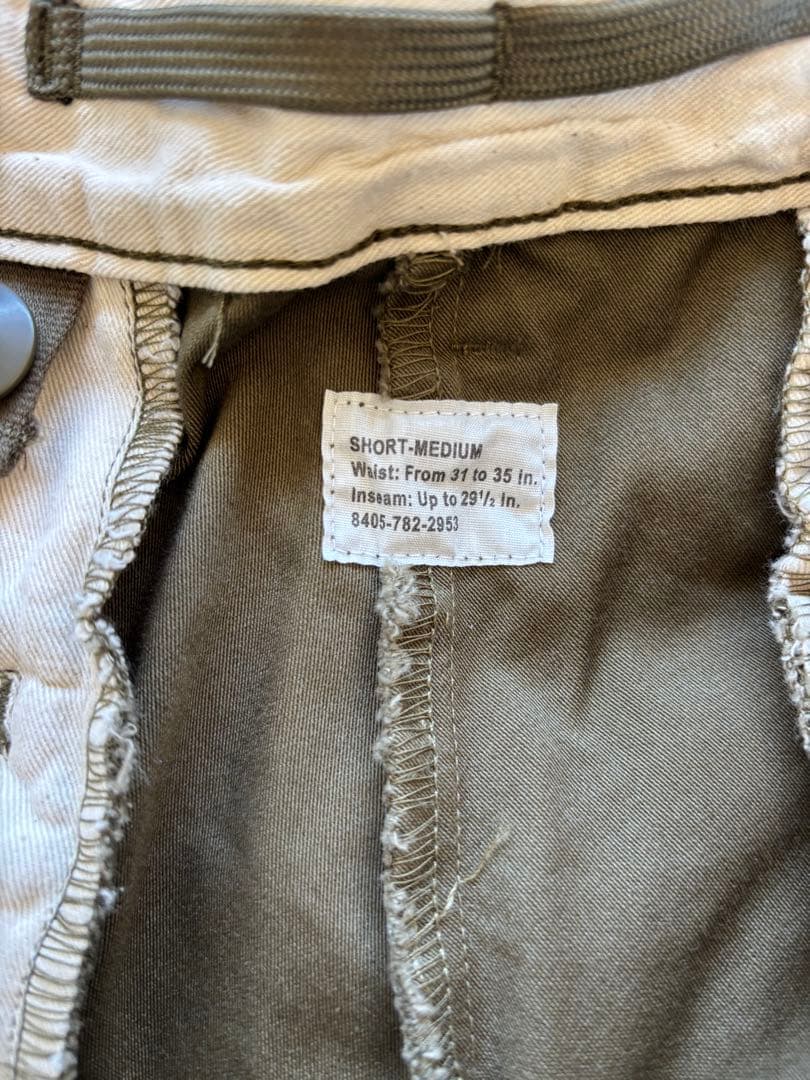 SHORT-MEDIUM
Waist: From 31 to 35 in.
Inseam: Up to 29½ In.
8405-782-2953